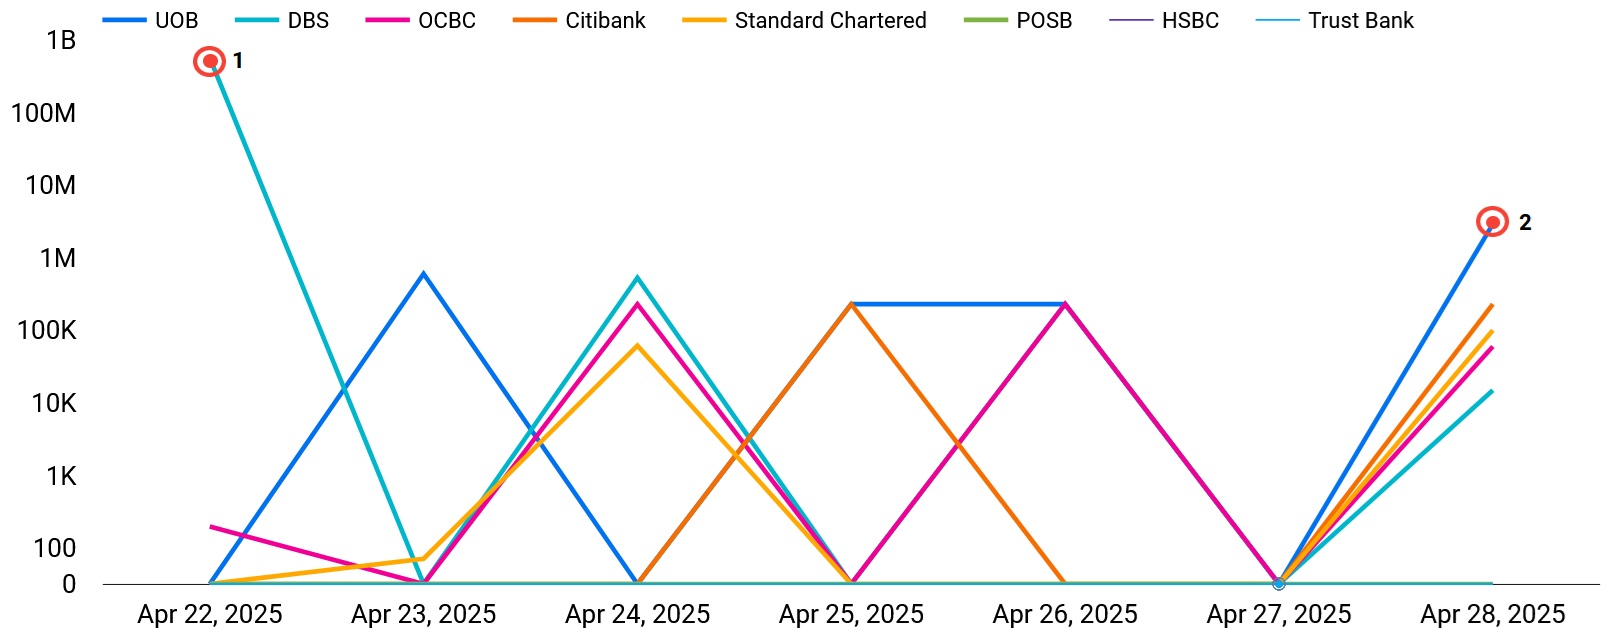 UOB DBS OCBC Citibank Standard Chartered POSB HSBC Trust Bank
1B
1
100M
10M
2
1M
100K
10K
1K
100
0
Apr 22, 2025 Apr 23, 2025 Apr 24, 2025 Apr 25, 2025 Apr 26, 2025 Apr 27, 2025 Apr 28, 2025